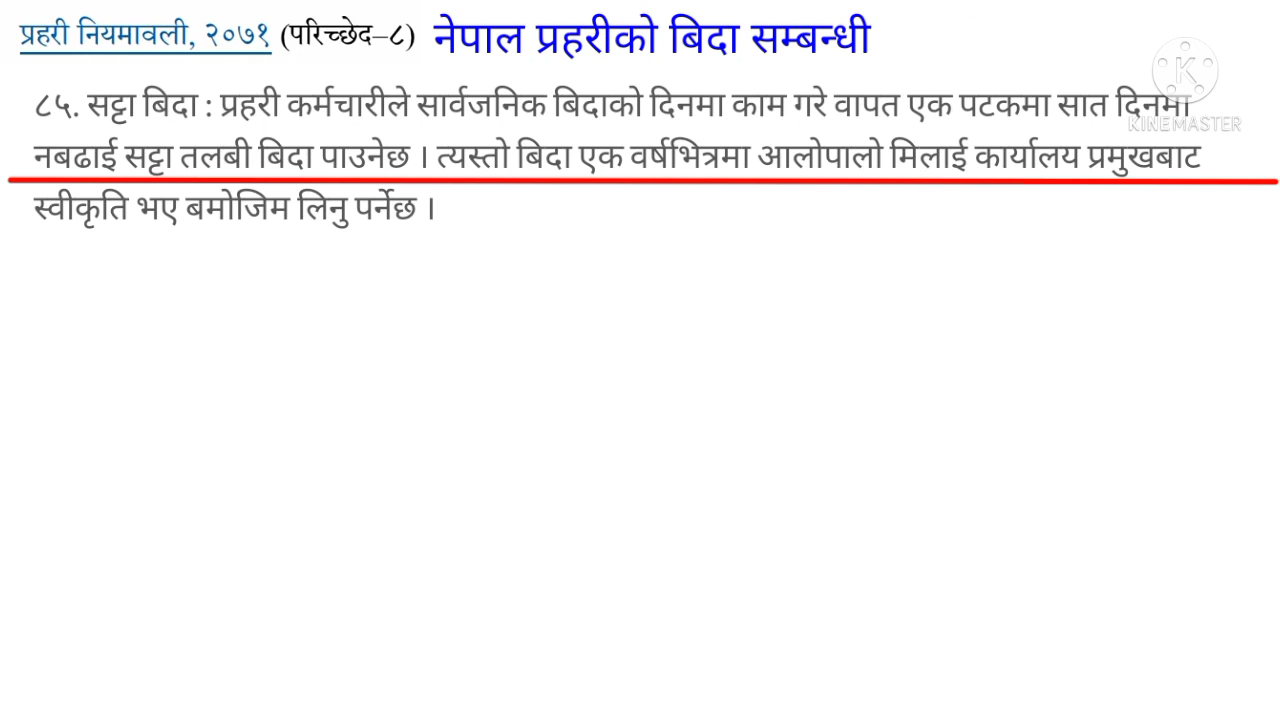 प्रहरी नियमावली, २०७१ (परिच्छेद–८) नेपाल प्रहरीको बिदा सम्बन्धी
८५. सट्टा बिदा : प्रहरी कर्मचारीले सार्वजनिक बिदाको दिनमा काम गरे वापत एक पटकमा सात दिनमा
नबढाई सट्टा तलबी बिदा पाउनेछ । त्यस्तो बिदा एक वर्षभित्रमा आलोपालो मिलाई कार्यालय प्रमुखबाट
स्वीकृति भए बमोजिम लिनु पर्नेछ ।
K
KINEMASTER